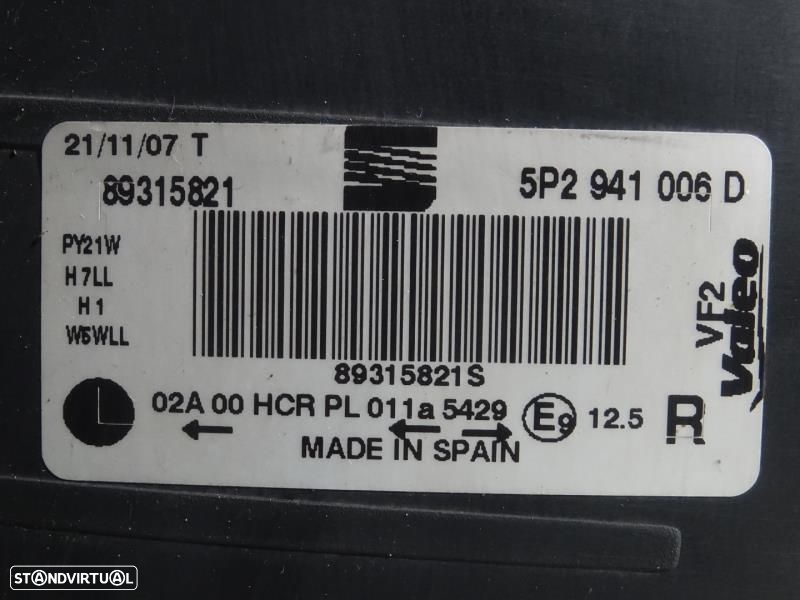 21/11/07 T
89315821
5P2 941 006 D
PY21W
H7LL
H1
W5WLL
VF2
Valeo
89315821S
02A 00 HCR PL 011a 5429 E9 12.5 R
MADE IN SPAIN
STANDVIRTUAL